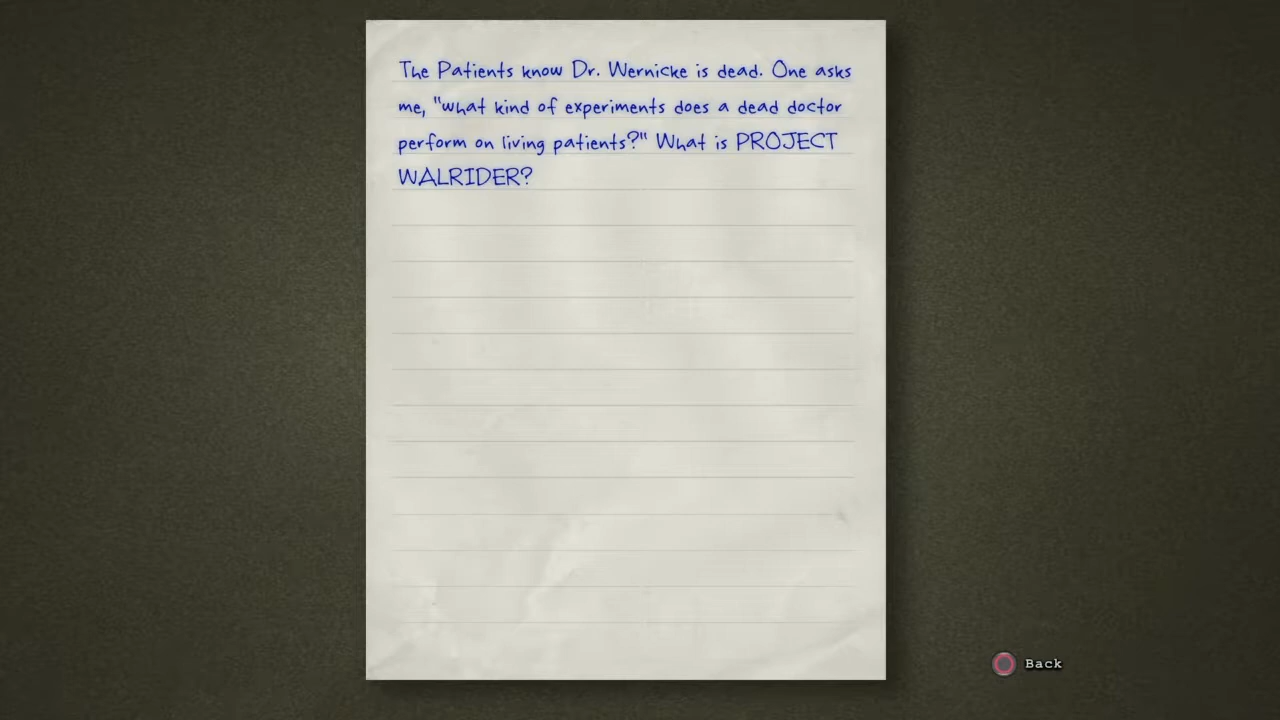 The Patients know Dr. Wernicke is dead. One asks
me, "what kind of experiments does a dead doctor
perform on living patients?" What is PROJECT
WALRIDER?
Back